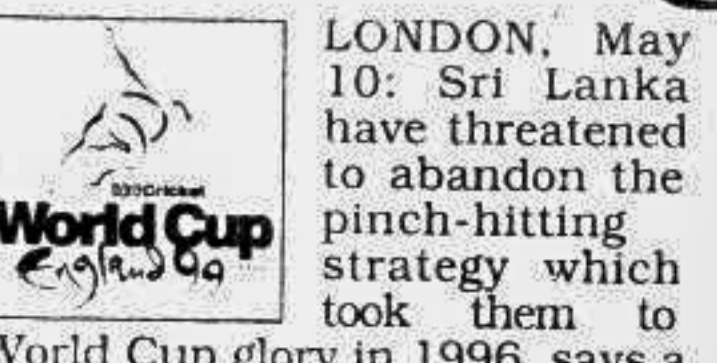 Cricket
World Cup
England 99
LONDON, May
10: Sri Lanka
have threatened
to abandon the
pinch-hitting
strategy which
took them to
World Cup glory in 1996, says a